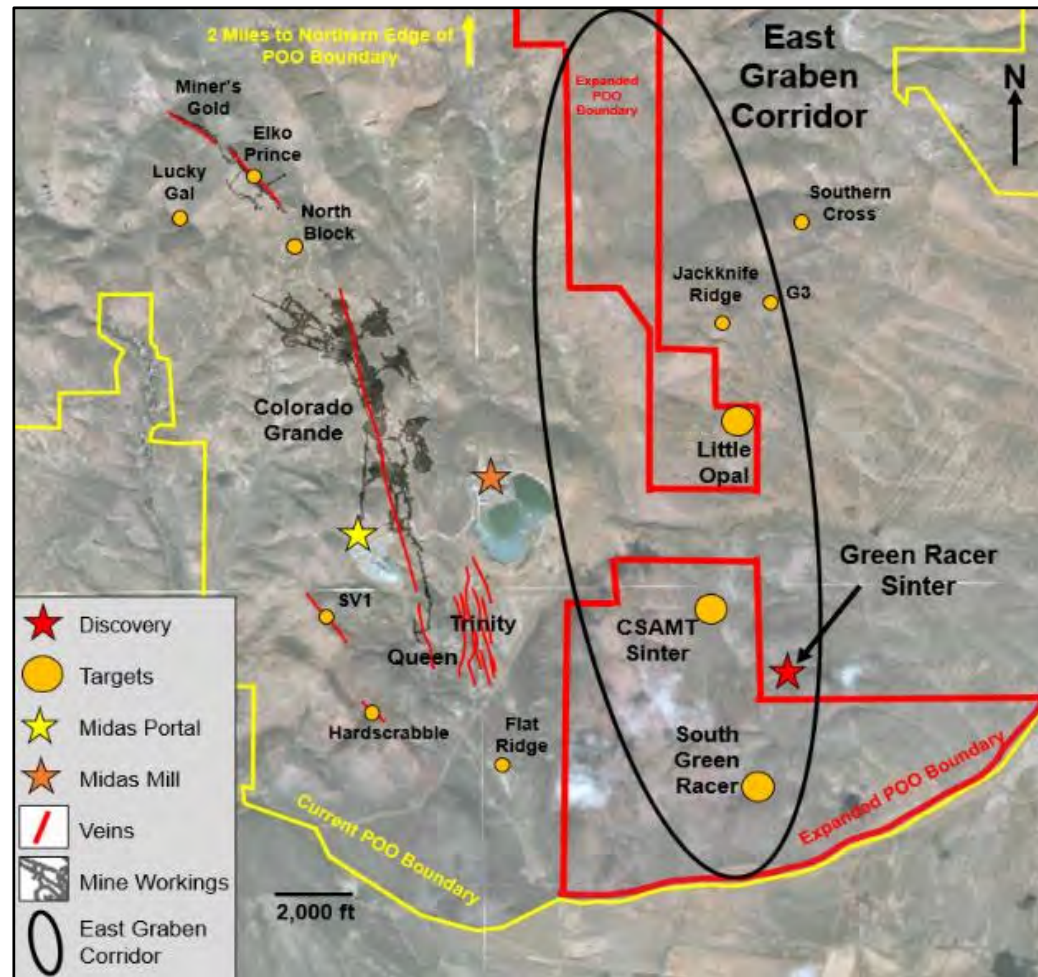 2 Miles to Northern Edge of
POO Boundary
East
Graben
Corridor
N
Expanded
POO
Boundary
Miner's
Gold
Elko
Prince
Lucky
Gal
North
Block
Southern
Cross
Jackknife
Ridge
G3
Colorado
Grande
Little
Opal
Green Racer
Sinter
SV1
Queen
Trinity
CSAMT
Sinter
Hardscrabble
Flat
Ridge
South
Green
Racer
Current POO Boundary
Expanded POO Boundary
2,000 ft
Discovery
Targets
Midas Portal
Midas Mill
Veins
Mine Workings
East Graben
Corridor